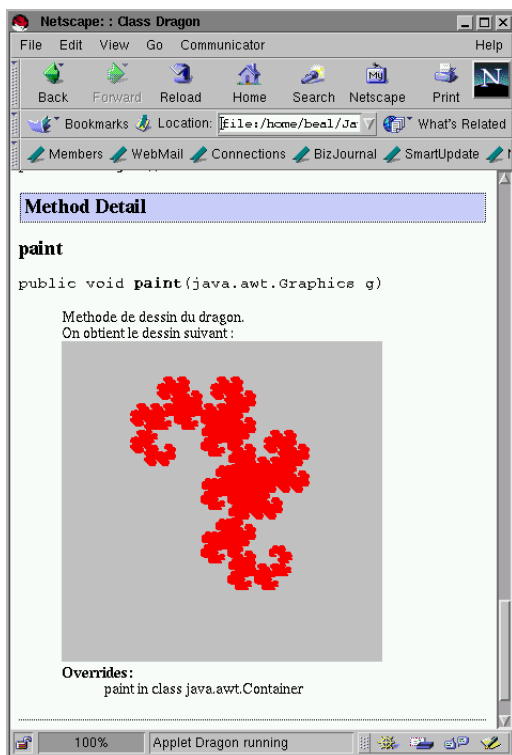 Netscape: : Class Dragon
File Edit View Go Communicator Help
Back Forward Reload Home Search Netscape Print
My
N
Bookmarks Location: file:/home/beal/Ja What's Related
Members WebMail Connections BizJournal SmartUpdate
Method Detail
paint
public void paint(java.awt.Graphics g)
Methode de dessin du dragon.
On obtient le dessin suivant :
Overrides:
paint in class java.awt.Container
100% Applet Dragon running